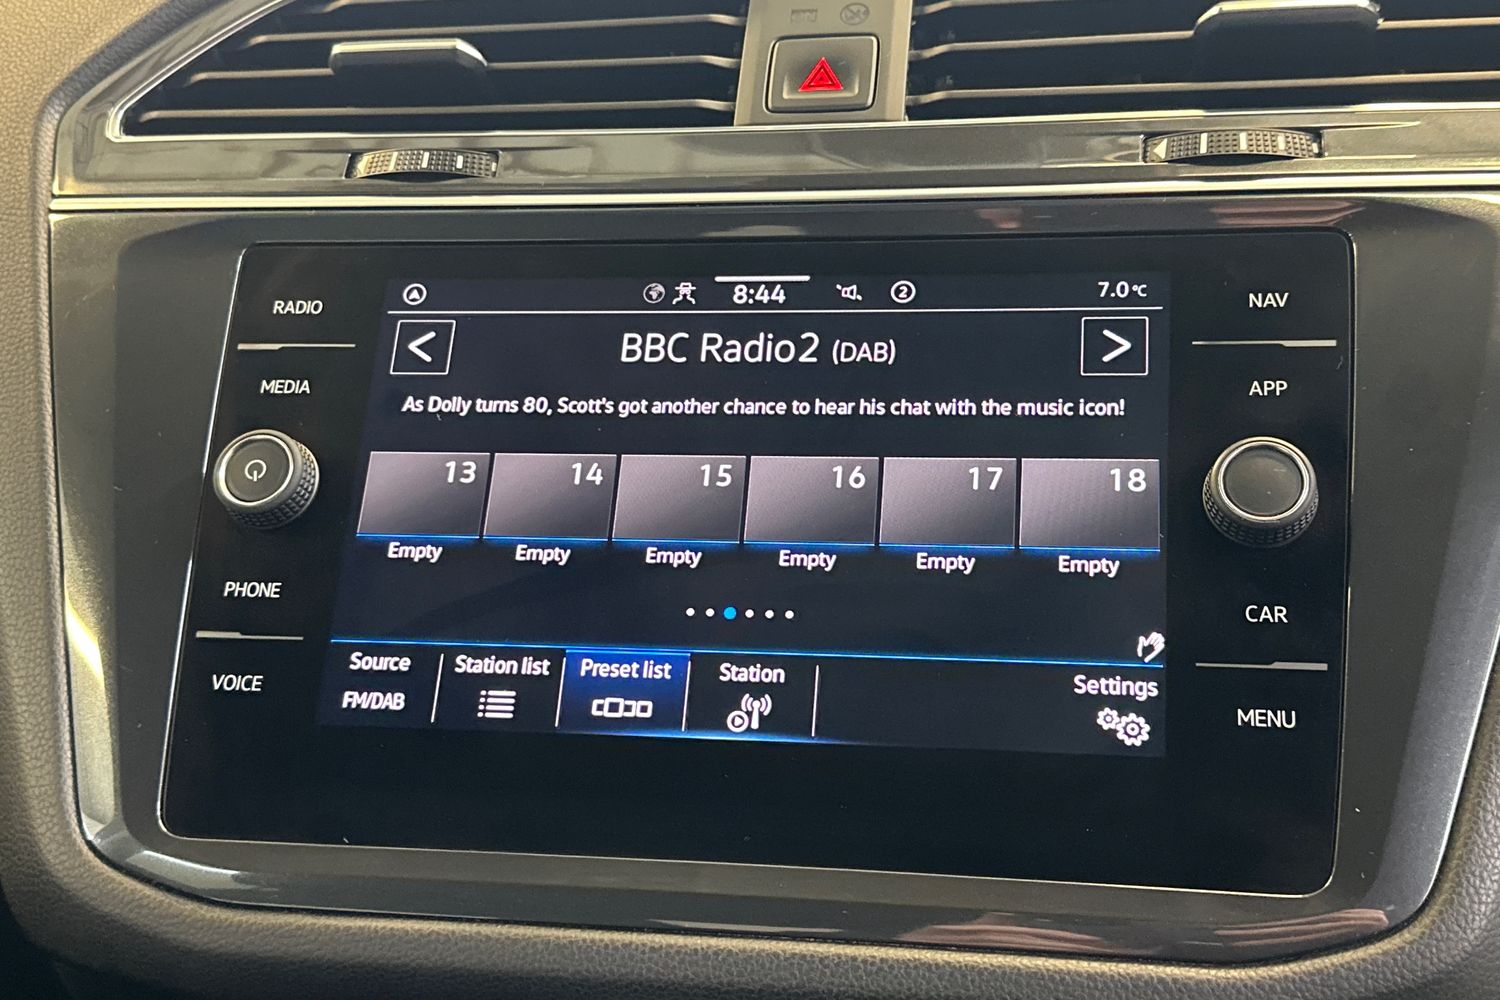 8:44
2
7.0°C
RADIO
MEDIA
PHONE
VOICE
<
BBC Radio2 (DAB)
>
As Dolly turns 80, Scott's got another chance to hear his chat with the music icon!
13 14 15 16 17 18
Empty Empty Empty Empty Empty Empty
Source Station list Preset list Station Settings
FM/DAB
NAV
APP
CAR
MENU